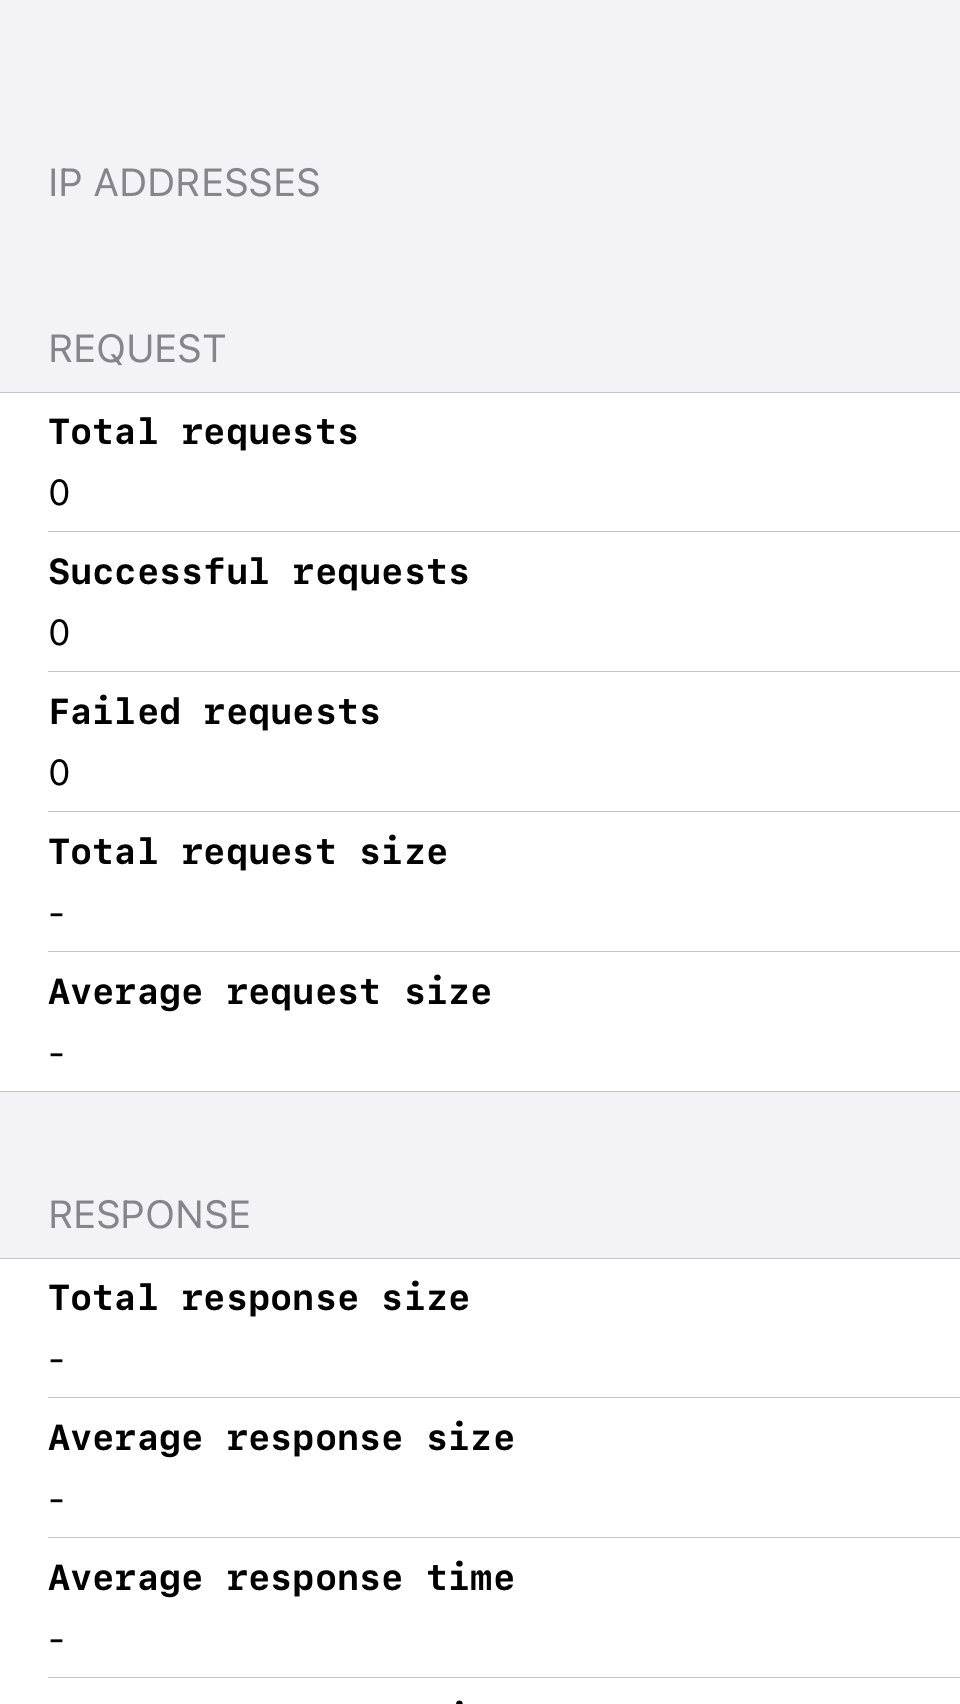 IP ADDRESSES
REQUEST
Total requests
0
Successful requests
0
Failed requests
0
Total request size
-
Average request size
-
RESPONSE
Total response size
-
Average response size
-
Average response time
-